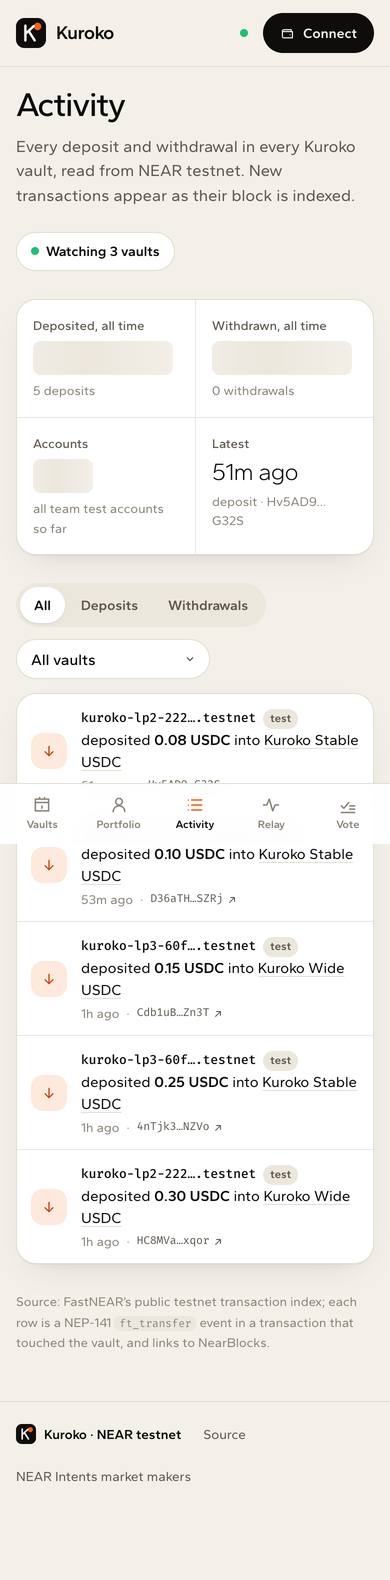 Kuroko
Connect
Activity
Every deposit and withdrawal in every Kuroko
vault, read from NEAR testnet. New
transactions appear as their block is indexed.
Watching 3 vaults
Deposited, all time
5 deposits
Withdrawn, all time
0 withdrawals
Accounts
all team test accounts
so far
Latest
51m ago
deposit · Hv5AD9…
G32S
All
Deposits
Withdrawals
All vaults
kuroko-lp2-222….testnet test
deposited 0.08 USDC into Kuroko Stable
USDC
Vaults
Portfolio
Activity
Relay
Vote
deposited 0.10 USDC into Kuroko Stable
USDC
53m ago · D36aTH…SZRj ↗
kuroko-lp3-60f….testnet test
deposited 0.15 USDC into Kuroko Wide
USDC
1h ago · Cdb1uB…Zn3T ↗
kuroko-lp3-60f….testnet test
deposited 0.25 USDC into Kuroko Stable
USDC
1h ago · 4nTjk3…NZVo ↗
kuroko-lp2-222….testnet test
deposited 0.30 USDC into Kuroko Wide
USDC
1h ago · HC8MVa…xqor ↗
Source: FastNEAR's public testnet transaction index; each
row is a NEP-141 ft_transfer event in a transaction that
touched the vault, and links to NearBlocks.
Kuroko · NEAR testnet
Source
NEAR Intents market makers